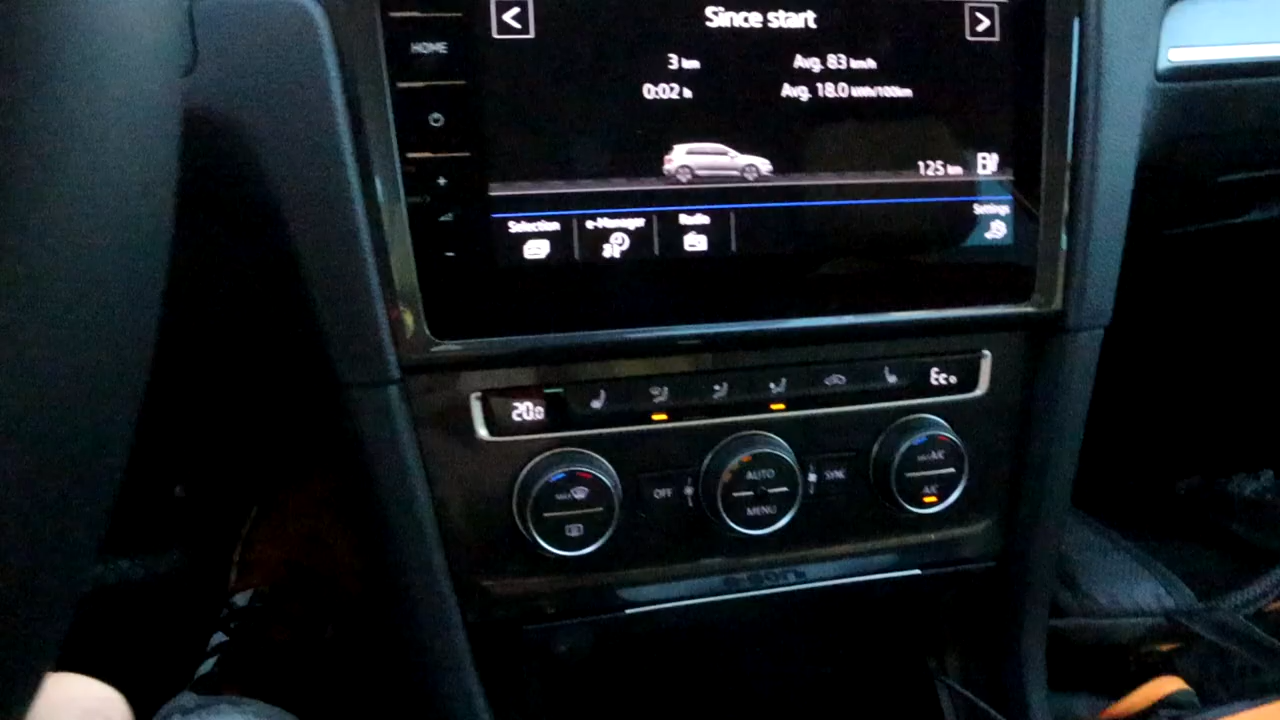 Since start
HOME
3 km Avg. 83 km/h
0:02 h Avg. 18.0 kWh/100km
125 km
Selection e-Manager Radio Settings
20.0 Eco
AUTO MENU
OFF SYNC
A/C